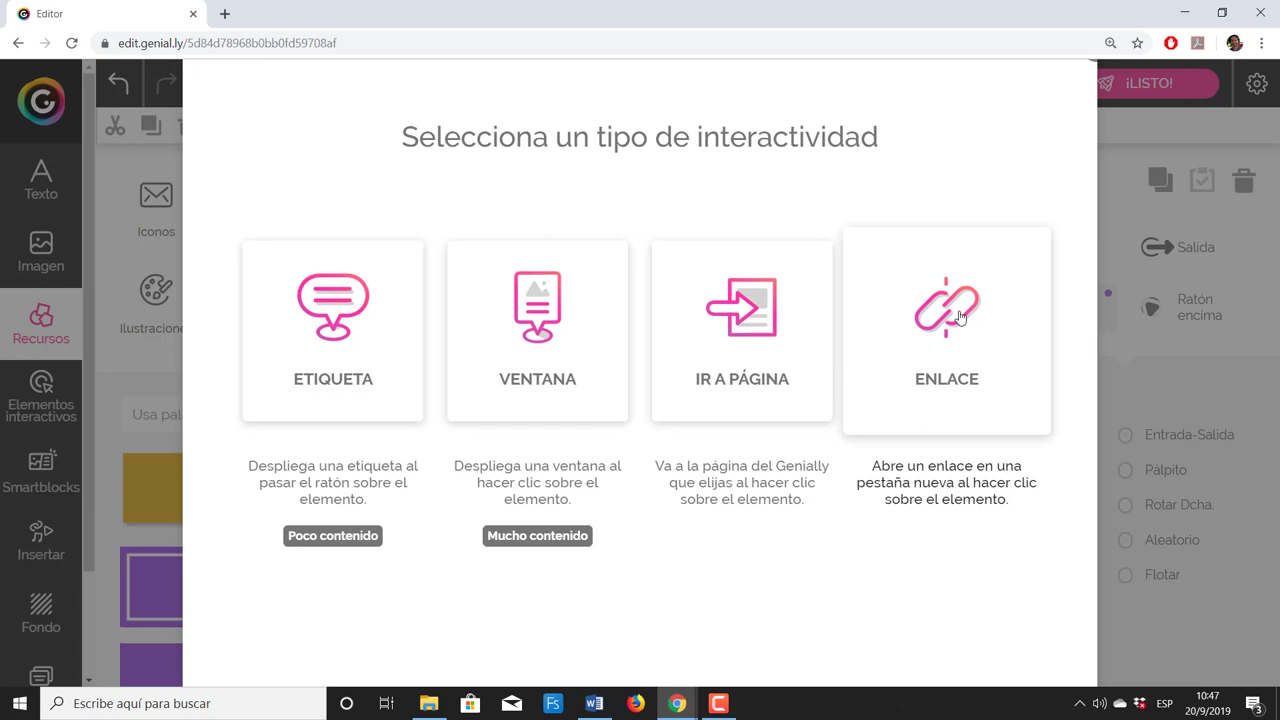 Editor
edit.genial.ly/5d84d78968b0bb0fd59708af
¡LISTO!
Selecciona un tipo de interactividad
Texto
Imagen
Recursos
Elementos
interactivos
Smartblocks
Insertar
Fondo
Iconos
Ilustracione
Usa pal
ETIQUETA
VENTANA
IR A PÁGINA
ENLACE
Despliega una etiqueta al
pasar el ratón sobre el
elemento.
Poco contenido
Despliega una ventana al
hacer clic sobre el
elemento.
Mucho contenido
Va a la página del Genially
que elijas al hacer clic
sobre el elemento.
Abre un enlace en una
pestaña nueva al hacer clic
sobre el elemento.
Salida
Ratón
encima
Entrada-Salida
Pálpito
Rotar Dcha.
Aleatorio
Flotar
Escribe aquí para buscar
Fs
ESP
10:47
20/9/2019
3